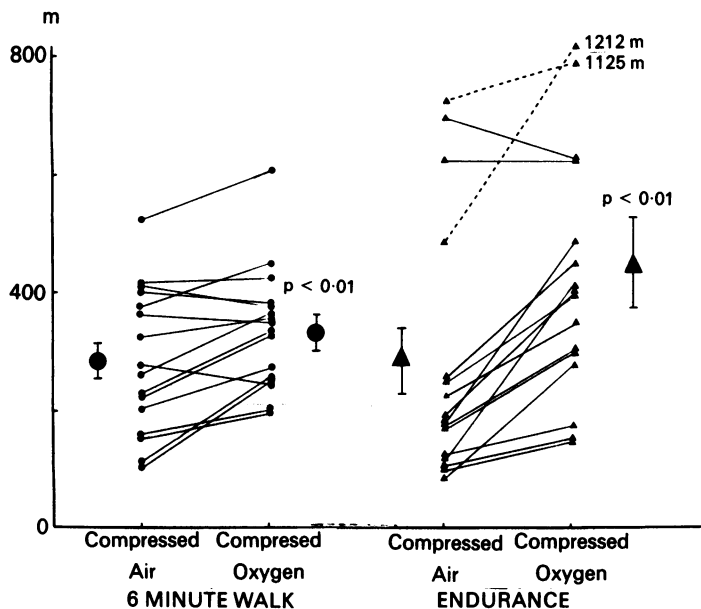 m
800
400
0
1212 m
1125 m
p < 0·01
p < 0·01
Compressed Compresed Compressed Compressed
Air Oxygen Air Oxygen
6 MINUTE WALK ENDURANCE